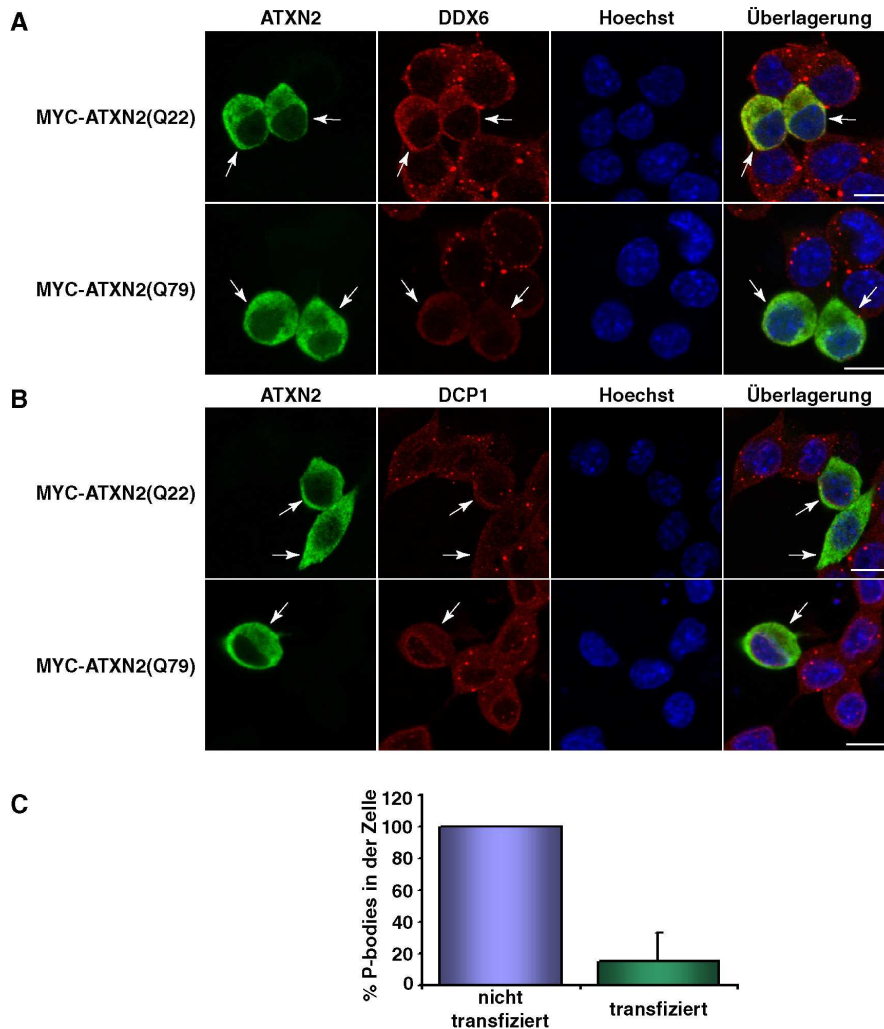 A
ATXN2 DDX6 Hoechst Überlagerung
MYC-ATXN2(Q22)
MYC-ATXN2(Q79)
B
ATXN2 DCP1 Hoechst Überlagerung
MYC-ATXN2(Q22)
MYC-ATXN2(Q79)
C
% P-bodies in der Zelle
120
100
80
60
40
20
0
nicht
transfiziert
transfiziert